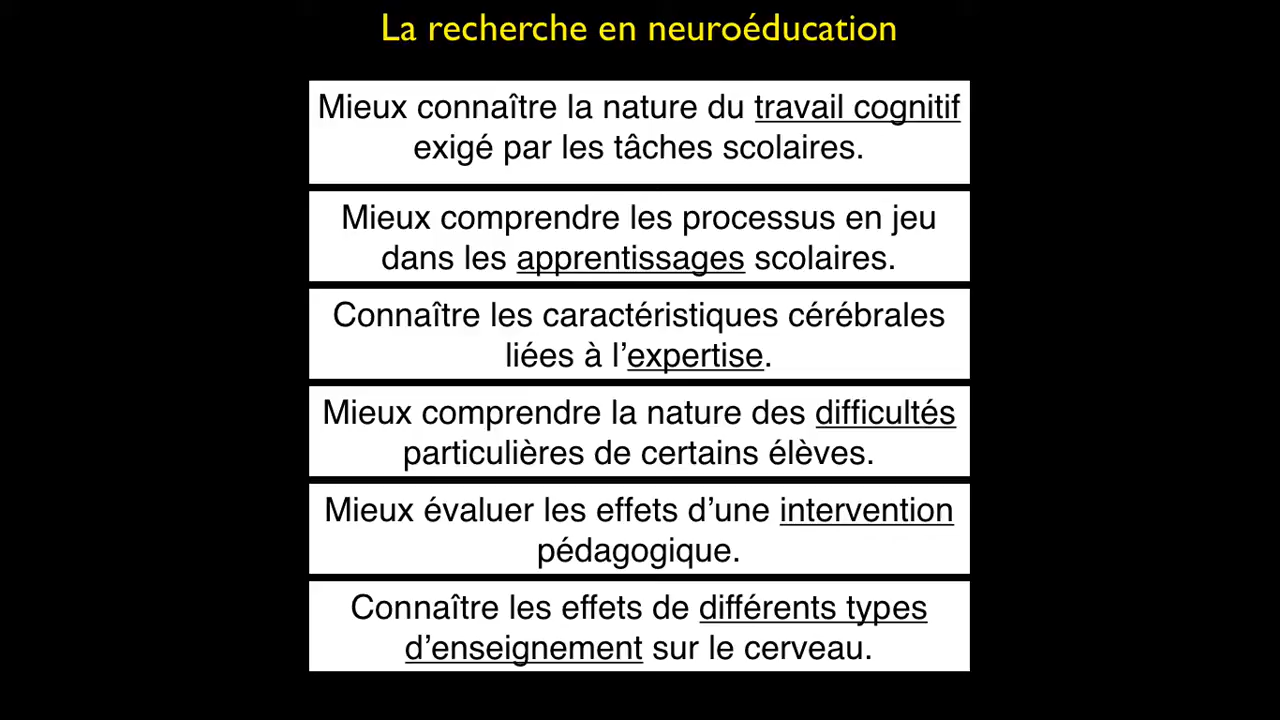 La recherche en neuroéducation
Mieux connaître la nature du travail cognitif
exigé par les tâches scolaires.
Mieux comprendre les processus en jeu
dans les apprentissages scolaires.
Connaître les caractéristiques cérébrales
liées à l’expertise.
Mieux comprendre la nature des difficultés
particulières de certains élèves.
Mieux évaluer les effets d’une intervention
pédagogique.
Connaître les effets de différents types
d’enseignement sur le cerveau.